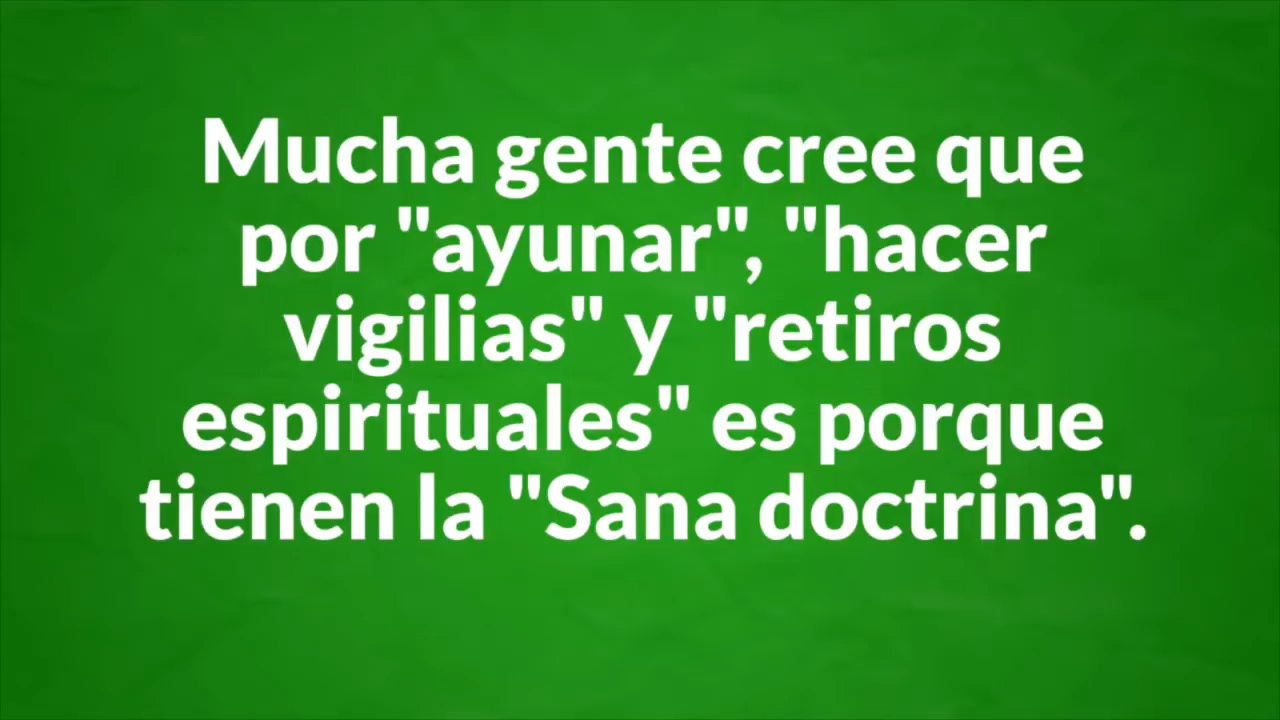 Mucha gente cree que
por "ayunar", "hacer
vigilias" y "retiros
espirituales" es porque
tienen la "Sana doctrina".